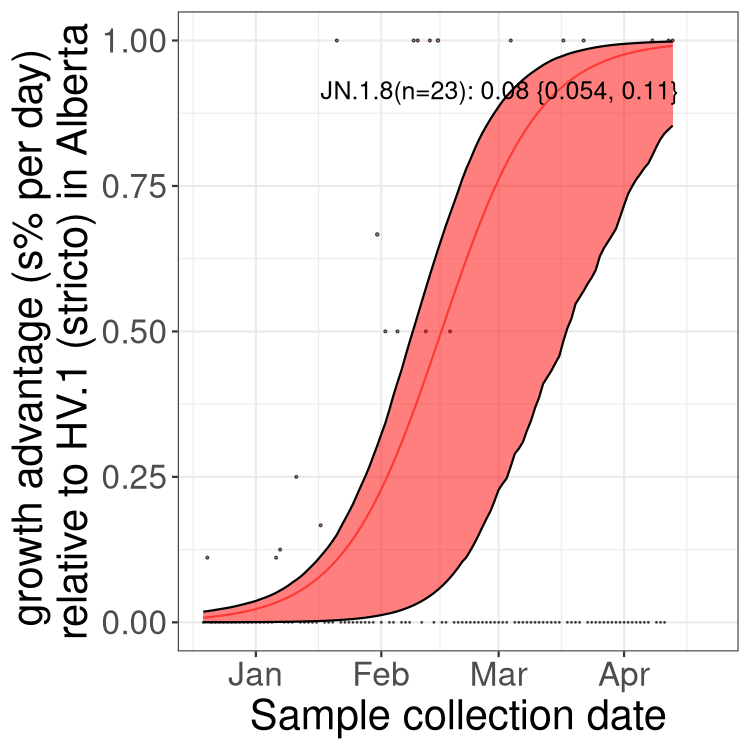 growth advantage (s% per day)
relative to HV.1 (stricto) in Alberta
1.00
0.75
0.50
0.25
0.00
JN.1.8(n=23): 0.08 {0.054, 0.11}
Jan Feb Mar Apr
Sample collection date